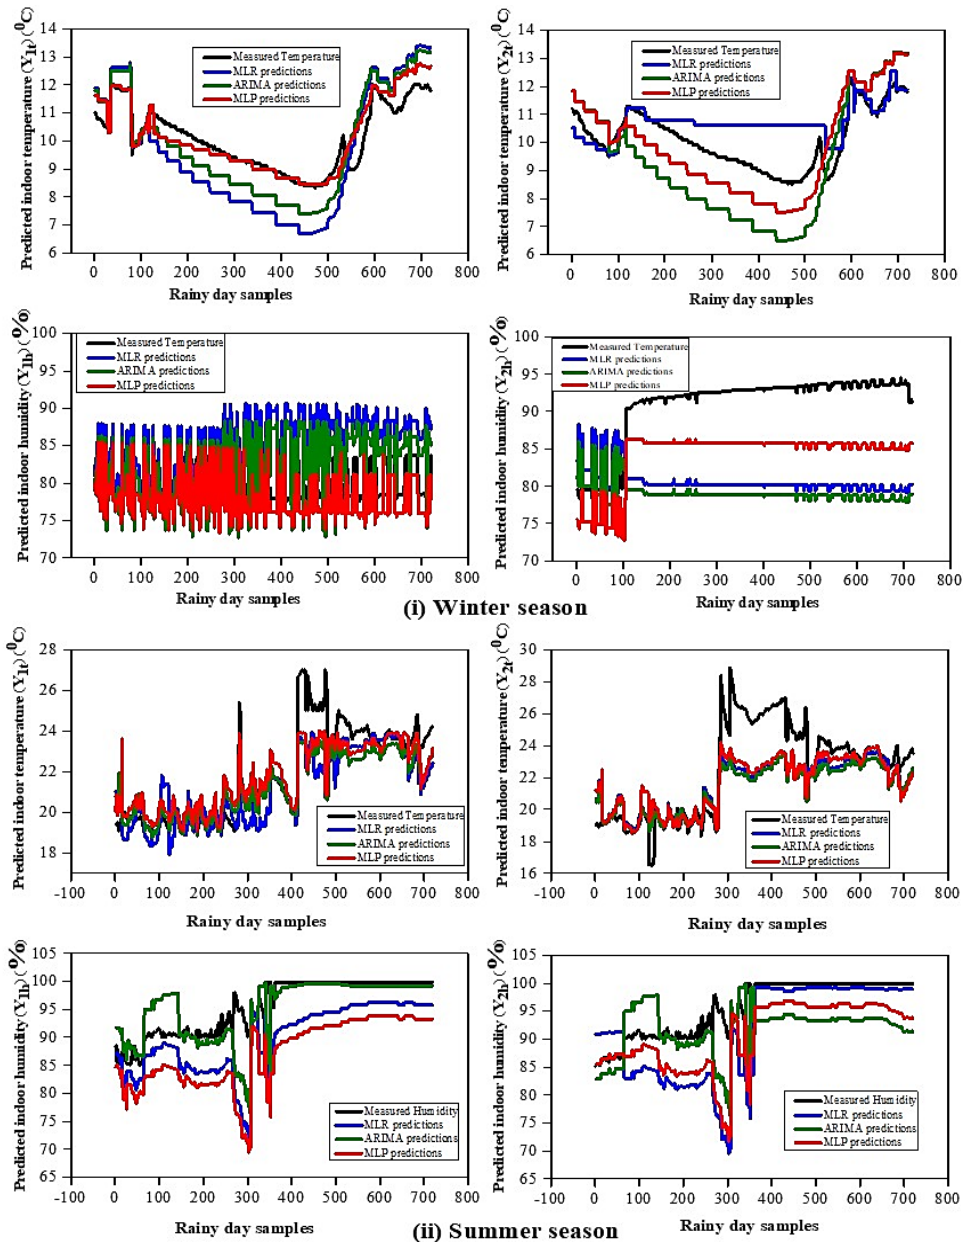 Predicted indoor temperature (Y1t) (⁰C)
14
13
12
11
10
9
8
7
6
Measured Temperature
MLR predictions
ARIMA predictions
MLP predictions
0 100 200 300 400 500 600 700 800
Rainy day samples
Predicted indoor temperature (Y2t) (⁰C)
14
13
12
11
10
9
8
7
6
Measured Temperature
MLR predictions
ARIMA predictions
MLP predictions
0 100 200 300 400 500 600 700 800
Rainy day samples
Predicted indoor humidity (Y1h) (%)
100
95
90
85
80
75
70
Measured Temperature
MLR predictions
ARIMA predictions
MLP predictions
0 100 200 300 400 500 600 700 800
Rainy day samples
Predicted indoor humidity (Y2h) (%)
100
95
90
85
80
75
70
Measured Temperature
MLR predictions
ARIMA predictions
MLP predictions
0 100 200 300 400 500 600 700 800
Rainy day samples
(i) Winter season
Predicted indoor temperature (Y1t) (⁰C)
28
26
24
22
20
18
Measured Temperature
MLR predictions
ARIMA predictions
MLP predictions
-100 0 100 200 300 400 500 600 700 800
Rainy day samples
Predicted indoor temperature (Y2t) (⁰C)
30
28
26
24
22
20
18
16
Measured Temperature
MLR predictions
ARIMA predictions
MLP predictions
-100 0 100 200 300 400 500 600 700 800
Rainy day samples
Predicted indoor humidity (Y1h) (%)
105
100
95
90
85
80
75
70
65
Measured Humidity
MLR predictions
ARIMA predictions
MLP predictions
-100 0 100 200 300 400 500 600 700 800
Rainy day samples
Predicted indoor humidity (Y2h) (%)
105
100
95
90
85
80
75
70
65
Measured Humidity
MLR predictions
ARIMA predictions
MLP predictions
-100 0 100 200 300 400 500 600 700 800
Rainy day samples
(ii) Summer season